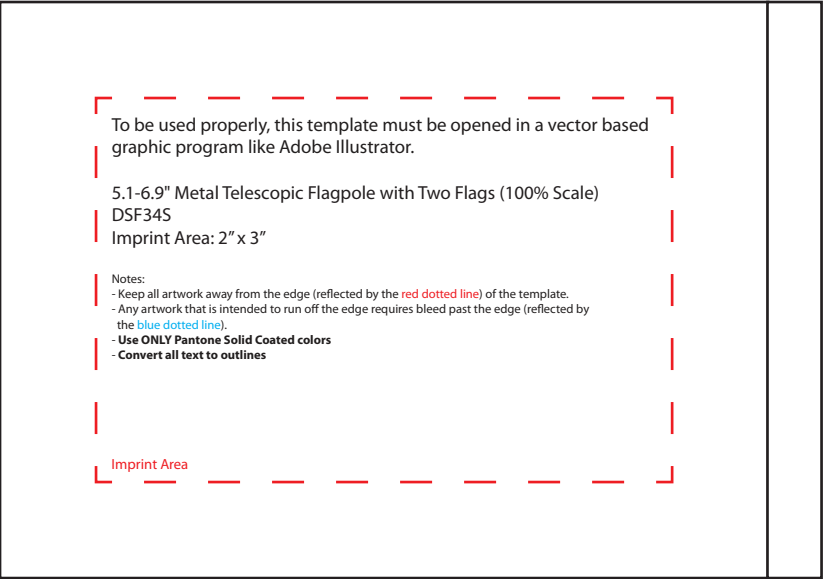 To be used properly, this template must be opened in a vector based
graphic program like Adobe Illustrator.
5.1-6.9" Metal Telescopic Flagpole with Two Flags (100% Scale)
DSF34S
Imprint Area: 2” x 3”
Notes:
- Keep all artwork away from the edge (reflected by the red dotted line) of the template.
- Any artwork that is intended to run off the edge requires bleed past the edge (reflected by
the blue dotted line).
- Use ONLY Pantone Solid Coated colors
- Convert all text to outlines
Imprint Area